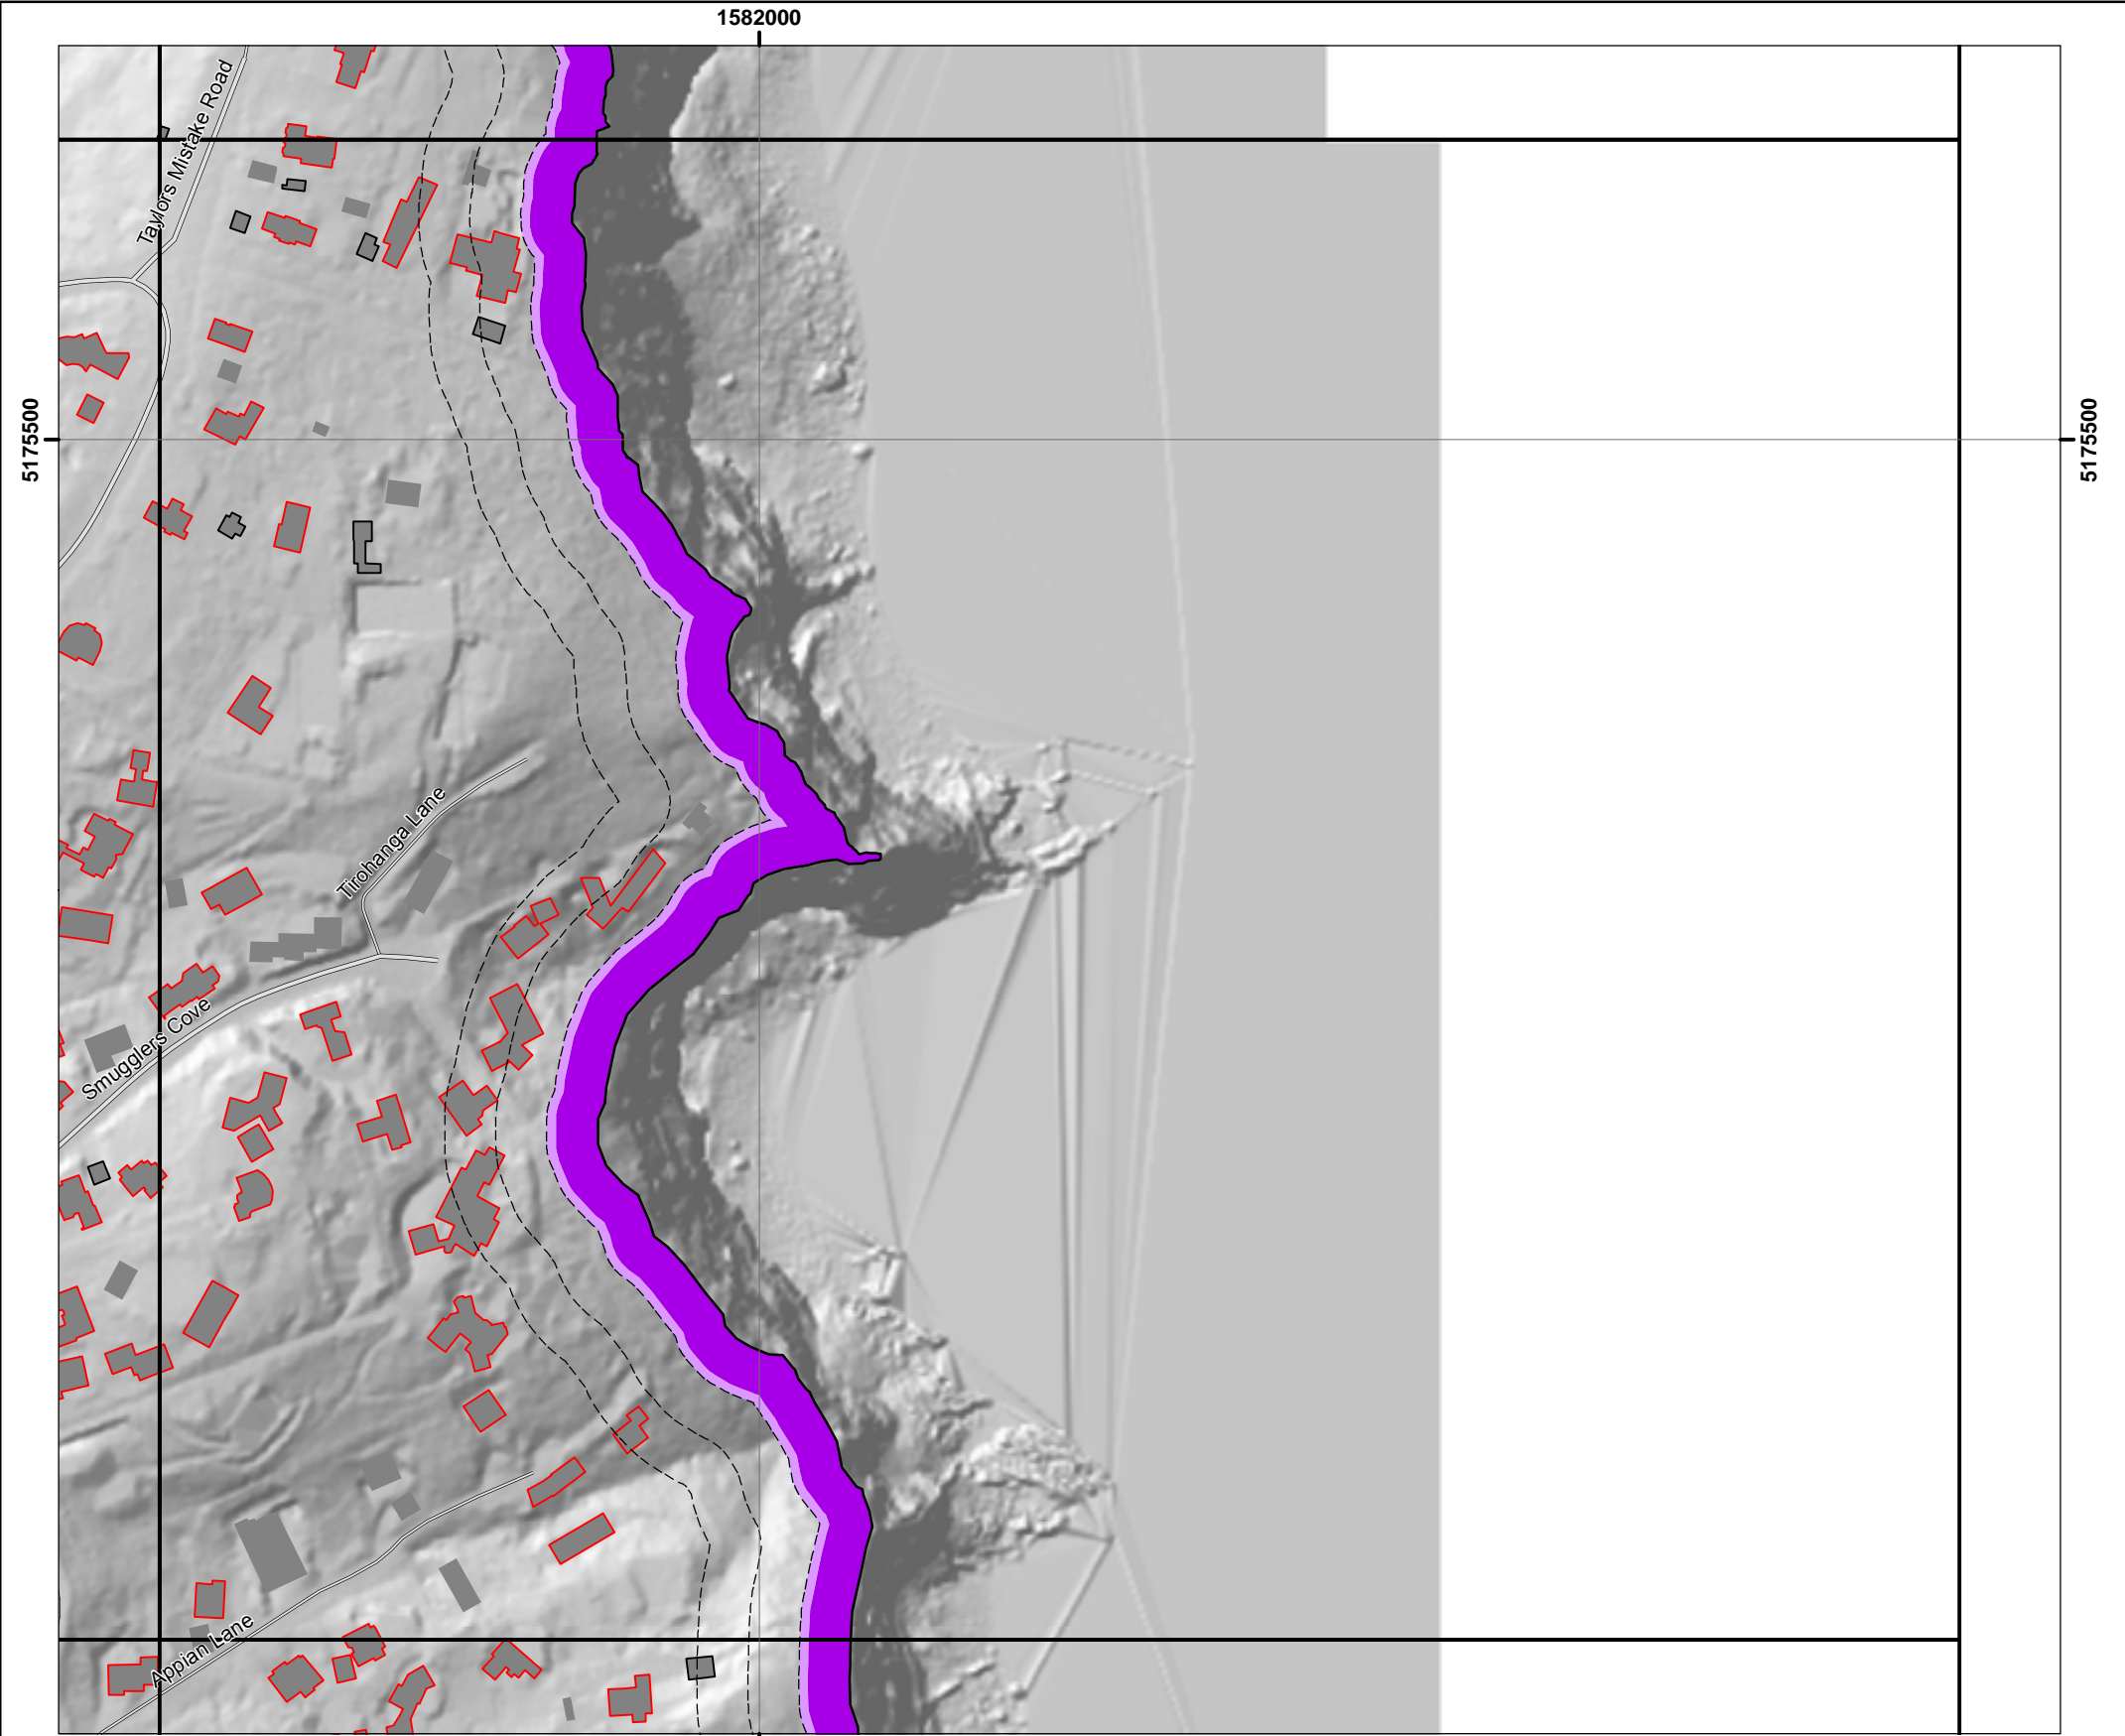 1582000
Taylors Mistake Road
5175500
5175500
Tirohanga Lane
Smugglers Cove
Appian Lane